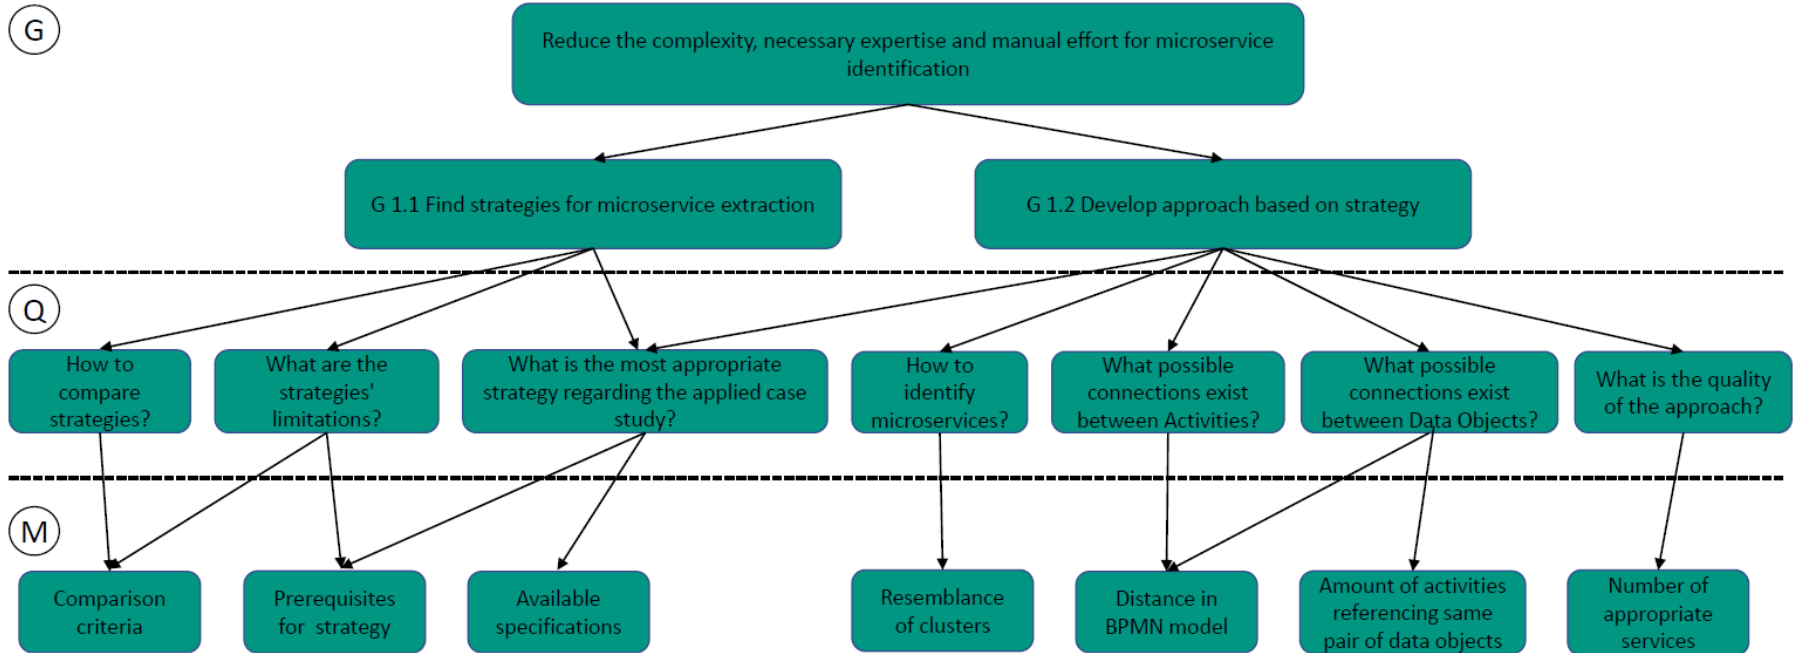 G
Reduce the complexity, necessary expertise and manual effort for microservice
identification
G 1.1 Find strategies for microservice extraction
G 1.2 Develop approach based on strategy
Q
How to
compare
strategies?
What are the
strategies'
limitations?
What is the most appropriate
strategy regarding the applied case
study?
How to
identify
microservices?
What possible
connections exist
between Activities?
What possible
connections exist
between Data Objects?
What is the quality
of the approach?
M
Comparison
criteria
Prerequisites
for strategy
Available
specifications
Resemblance
of clusters
Distance in
BPMN model
Amount of activities
referencing same
pair of data objects
Number of
appropriate
services